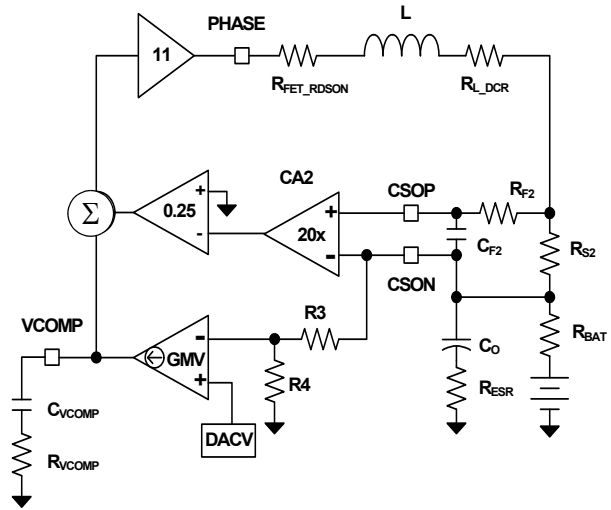 PHASE
L
11
RFET_RDSON
RL_DCR
CA2
CSOP
RF2
Σ
0.25
+
-
20x
+
-
CF2
RS2
CSON
VCOMP
R3
GMV
-
+
R4
CO
RBAT
RESR
CVCOMP
DACV
RVCOMP